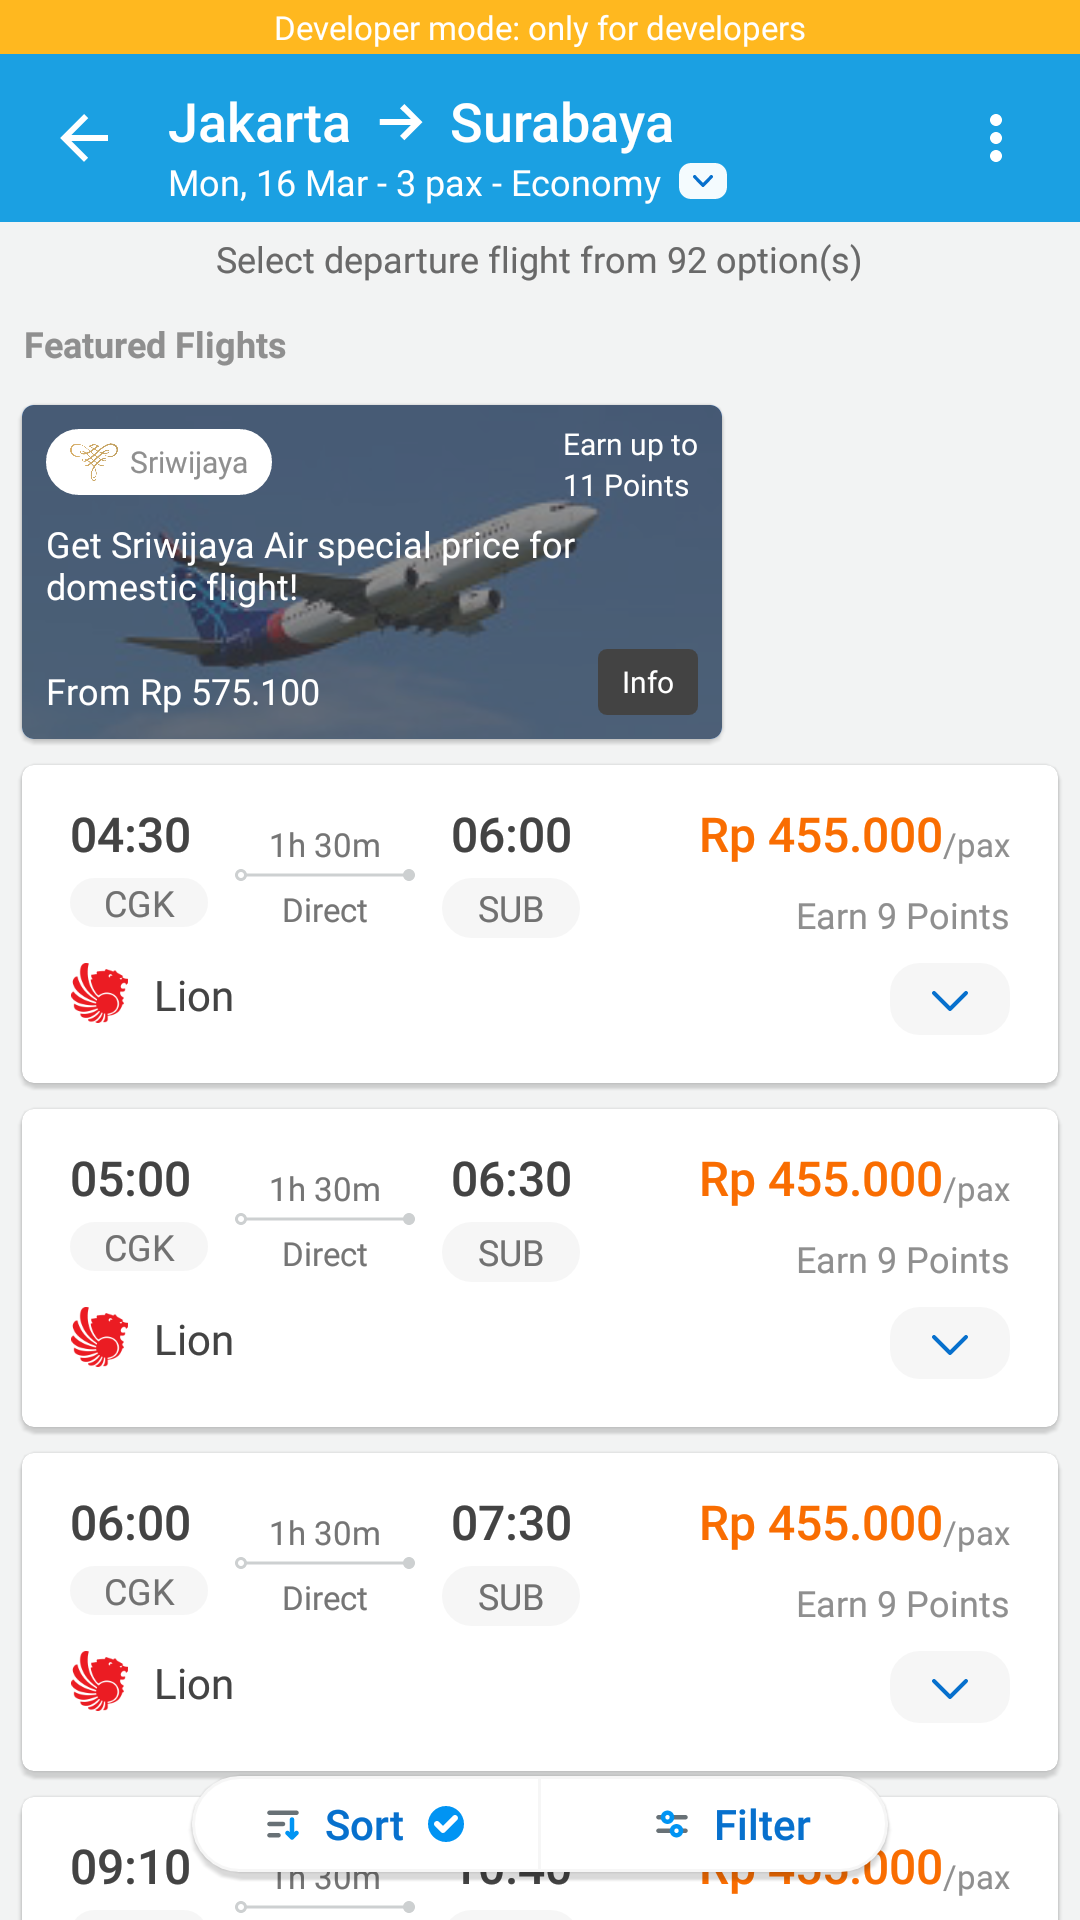 Developer mode: only for developers
Jakarta → Surabaya
Mon, 16 Mar - 3 pax - Economy
Select departure flight from 92 option(s)
Featured Flights
Sriwijaya
Earn up to
11 Points
Get Sriwijaya Air special price for
domestic flight!
From Rp 575.100
Info
04:30 1h 30m 06:00 Rp 455.000/pax
CGK Direct SUB Earn 9 Points
Lion
05:00 1h 30m 06:30 Rp 455.000/pax
CGK Direct SUB Earn 9 Points
Lion
06:00 1h 30m 07:30 Rp 455.000/pax
CGK Direct SUB Earn 9 Points
Lion
Sort Filter
09:10 1h 30m 10:40 Rp 455.000/pax